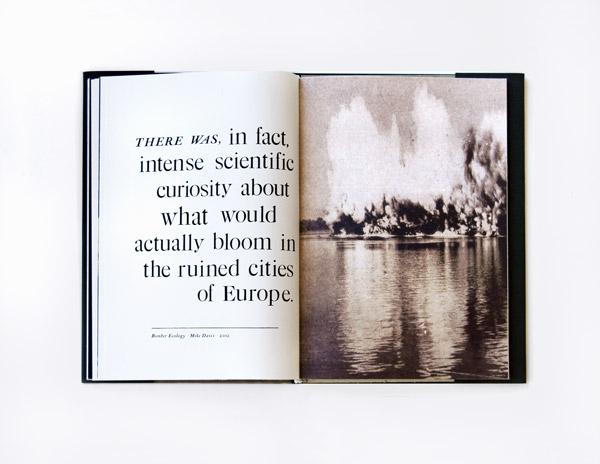 THERE WAS, in fact,
intense scientific
curiosity about
what would
actually bloom in
the ruined cities
of Europe.
Bomber Ecology · Mike Davis · 2002